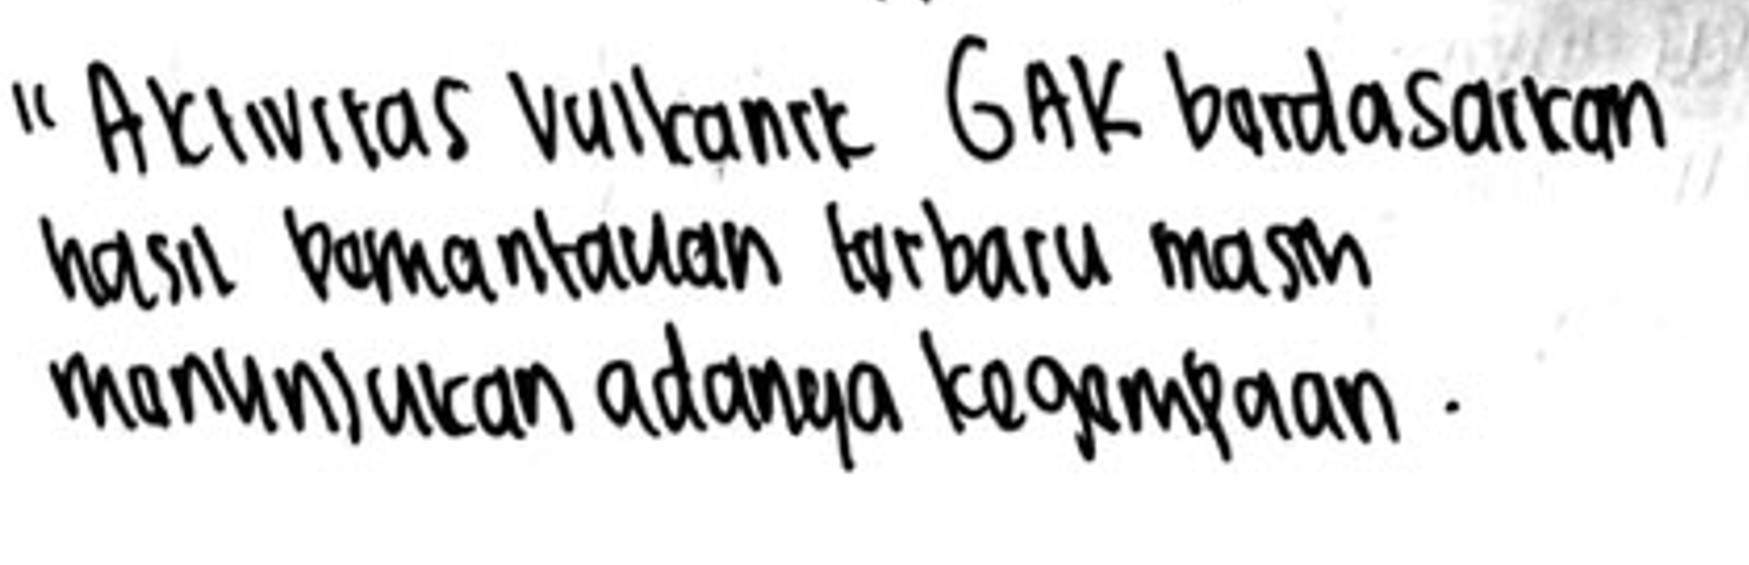 "Aktivitas Vulkanik GAK berdasarkan
hasil pemantauan terbaru masih
menunjukan adanya kegempaan.